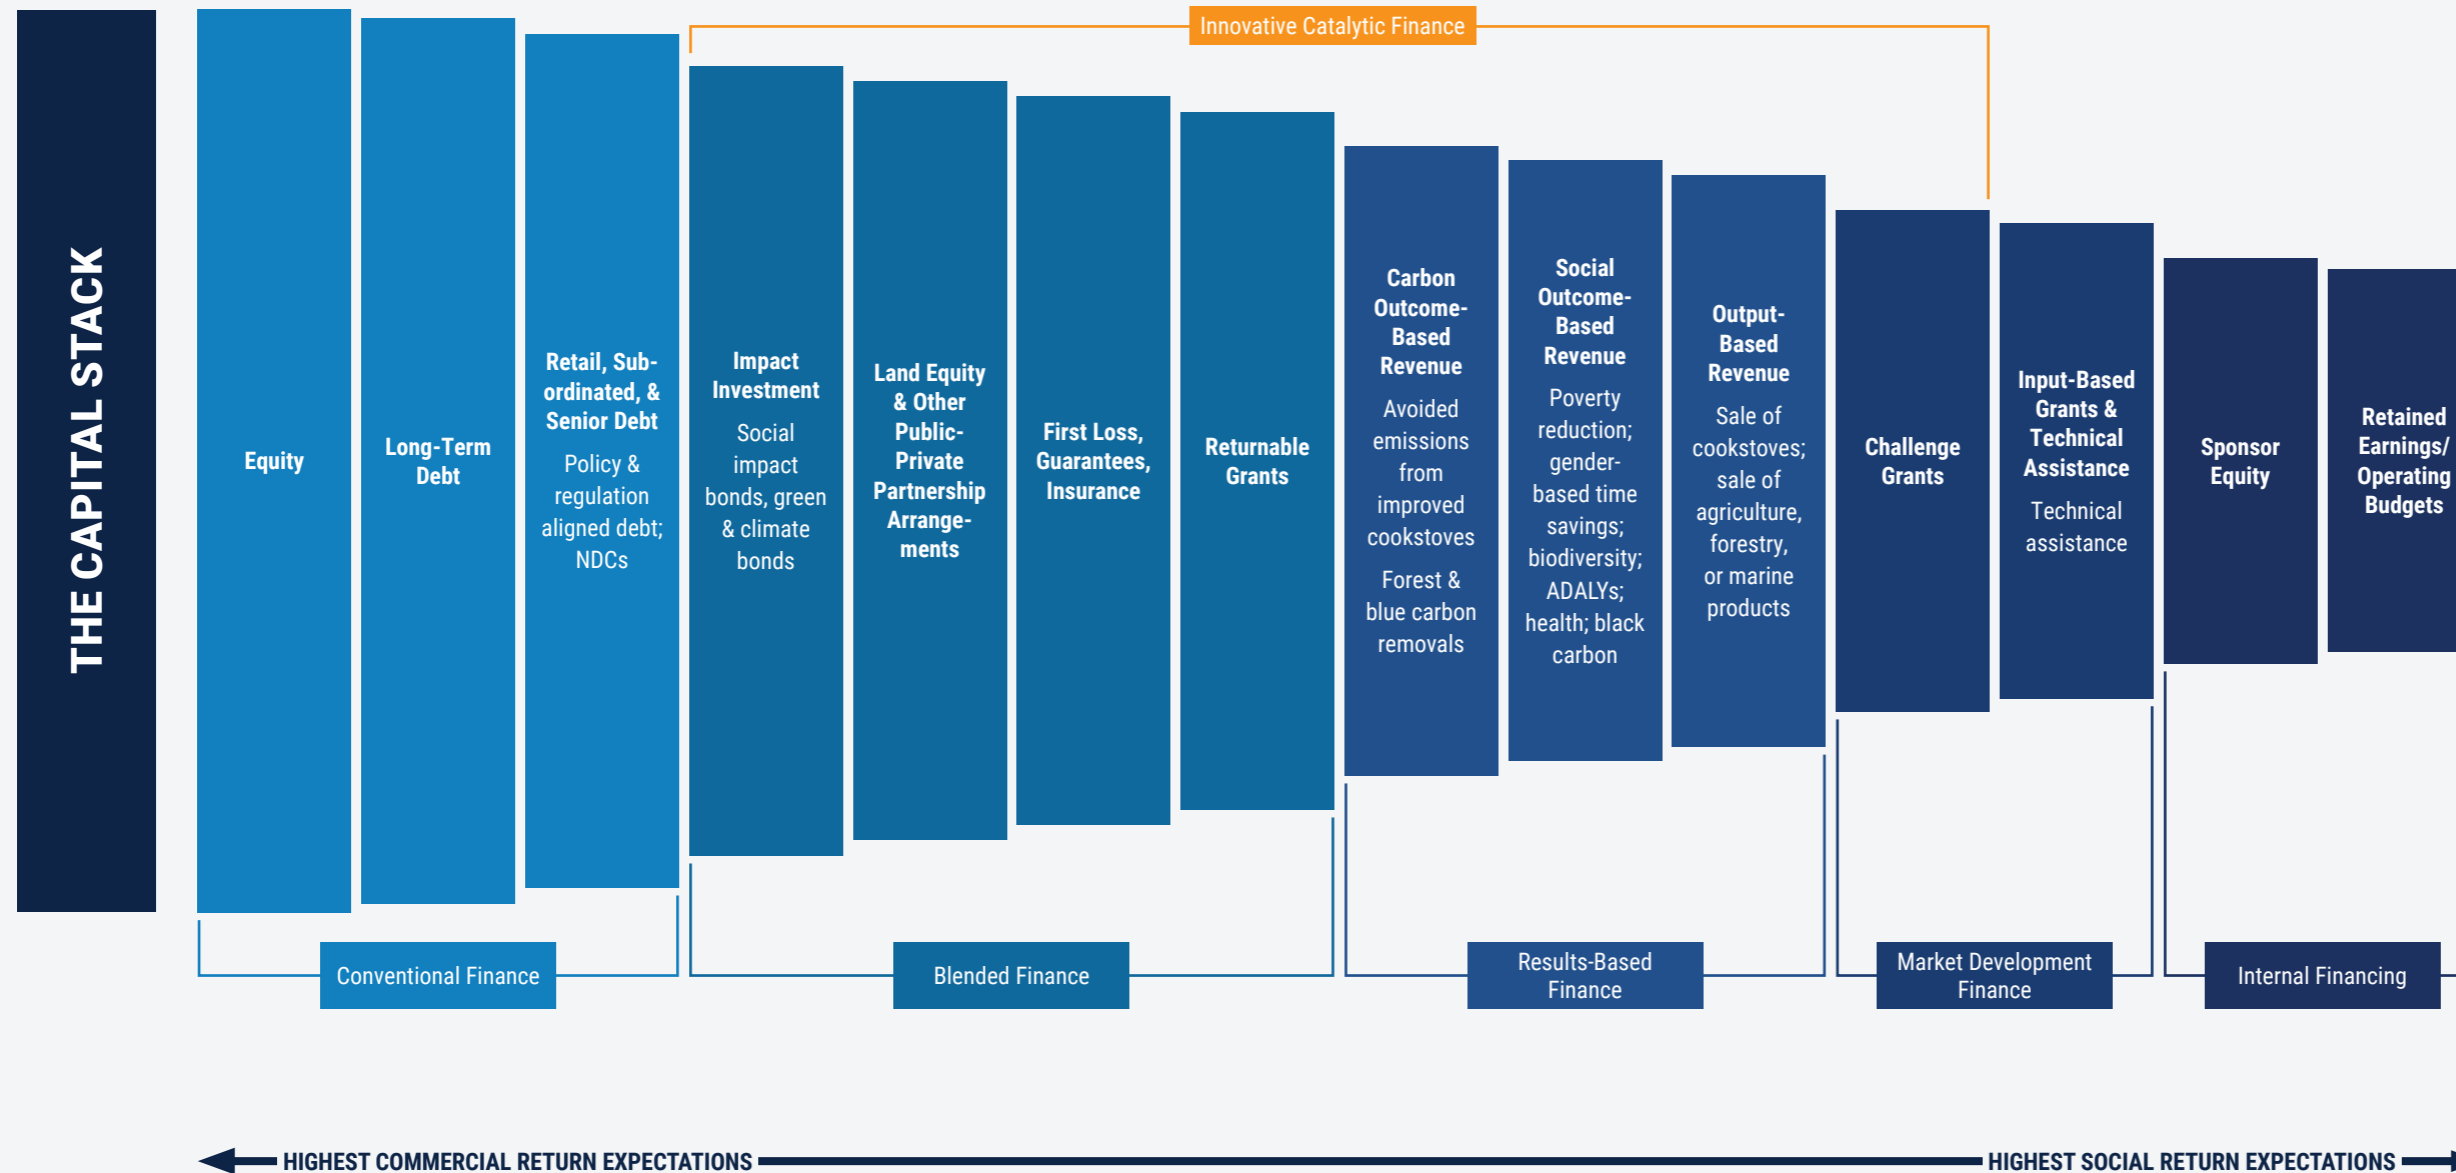 THE CAPITAL STACK
Innovative Catalytic Finance
Equity
Long-Term
Debt
Retail, Sub-
ordinated, &
Senior Debt
Policy &
regulation
aligned debt;
NDCs
Impact
Investment
Social
impact
bonds, green
& climate
bonds
Land Equity
& Other
Public-
Private
Partnership
Arrange-
ments
First Loss,
Guarantees,
Insurance
Returnable
Grants
Carbon
Outcome-
Based
Revenue
Avoided
emissions
from
improved
cookstoves
Forest &
blue carbon
removals
Social
Outcome-
Based
Revenue
Poverty
reduction;
gender-
based time
savings;
biodiversity;
ADALYs;
health; black
carbon
Output-
Based
Revenue
Sale of
cookstoves;
sale of
agriculture,
forestry,
or marine
products
Challenge
Grants
Input-Based
Grants &
Technical
Assistance
Technical
assistance
Sponsor
Equity
Retained
Earnings/
Operating
Budgets
Conventional Finance
Blended Finance
Results-Based
Finance
Market Development
Finance
Internal Financing
HIGHEST COMMERCIAL RETURN EXPECTATIONS
HIGHEST SOCIAL RETURN EXPECTATIONS